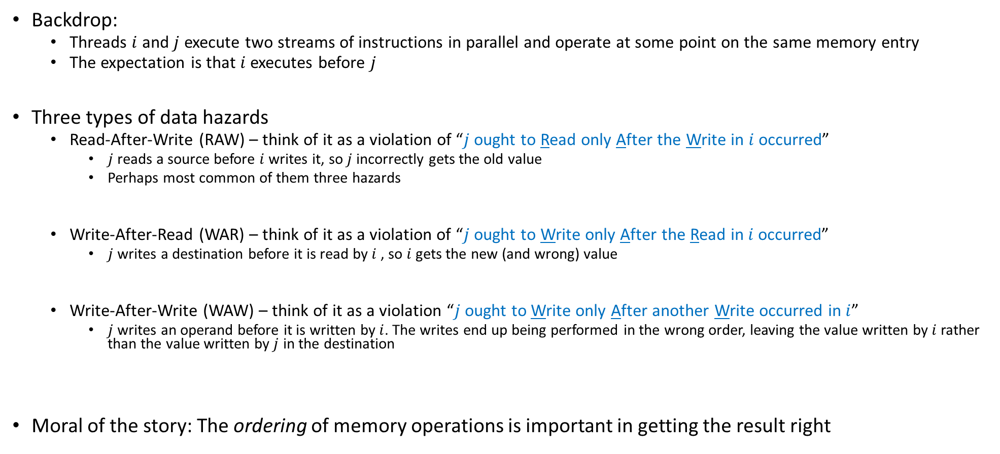 • Backdrop:
• Threads i and j execute two streams of instructions in parallel and operate at some point on the same memory entry
• The expectation is that i executes before j
• Three types of data hazards
• Read-After-Write (RAW) – think of it as a violation of “j ought to Read only After the Write in i occurred”
• j reads a source before i writes it, so j incorrectly gets the old value
• Perhaps most common of them three hazards
• Write-After-Read (WAR) – think of it as a violation of “j ought to Write only After the Read in i occurred”
• j writes a destination before it is read by i , so i gets the new (and wrong) value
• Write-After-Write (WAW) – think of it as a violation “j ought to Write only After another Write occurred in i”
• j writes an operand before it is written by i. The writes end up being performed in the wrong order, leaving the value written by i rather
than the value written by j in the destination
• Moral of the story: The ordering of memory operations is important in getting the result right